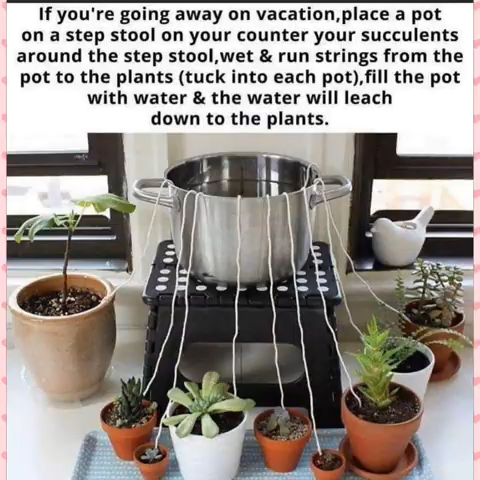 If you're going away on vacation,place a pot
on a step stool on your counter your succulents
around the step stool,wet & run strings from the
pot to the plants (tuck into each pot),fill the pot
with water & the water will leach
down to the plants.